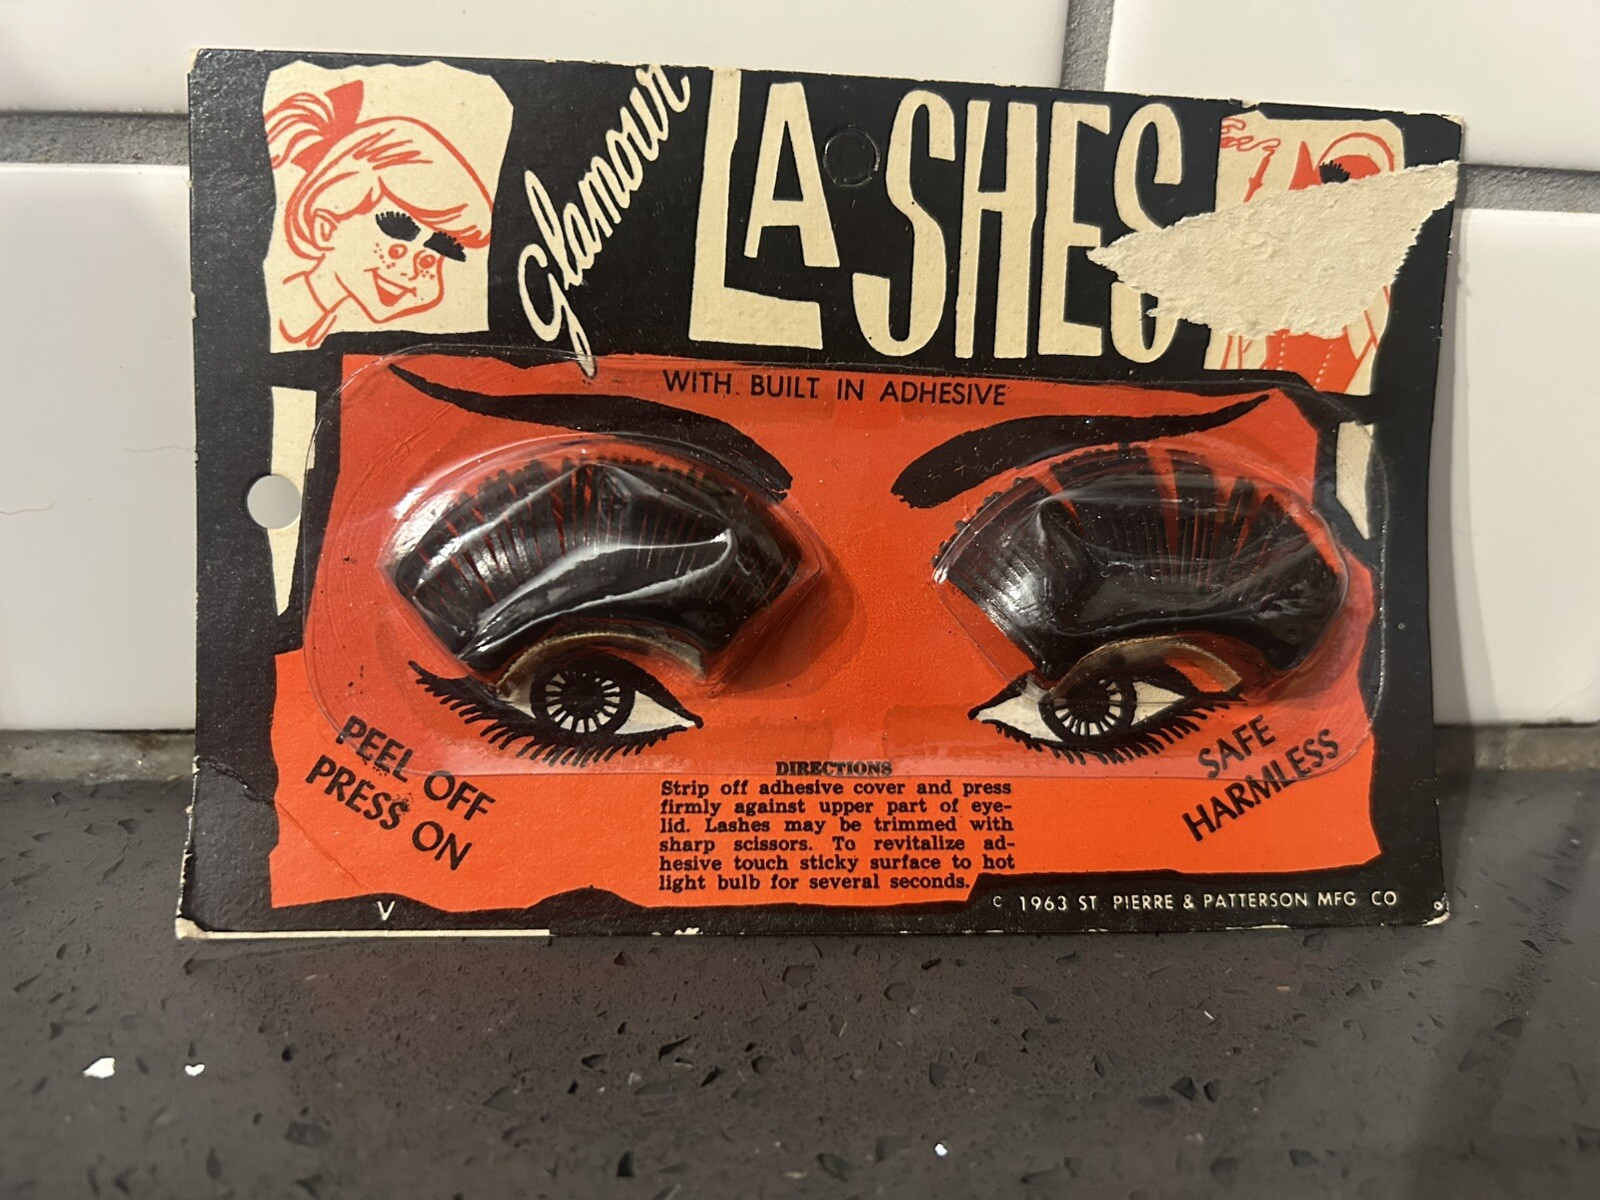 Glamour
LASHES
WITH BUILT IN ADHESIVE
PEEL OFF
PRESS ON
SAFE
HARMLESS
DIRECTIONS
Strip off adhesive cover and press
firmly against upper part of eye-
lid. Lashes may be trimmed with
sharp scissors. To revitalize ad-
hesive touch sticky surface to hot
light bulb for several seconds.
V
C 1963 ST. PIERRE & PATTERSON MFG CO